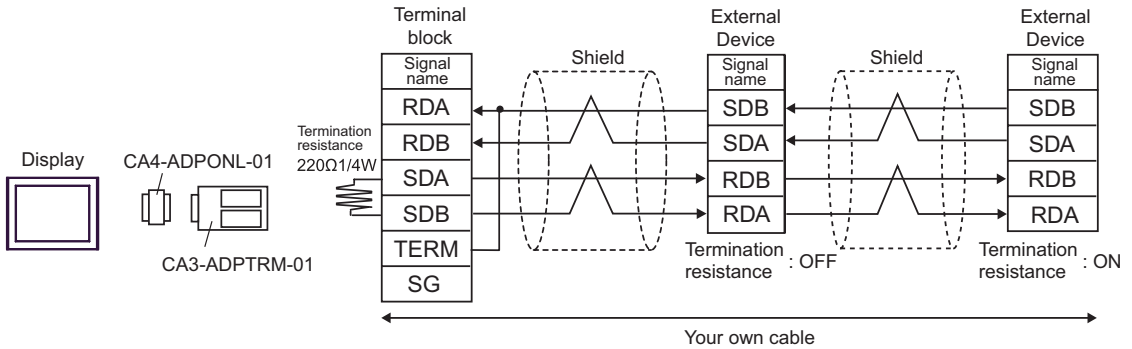 Display
CA4-ADPONL-01
CA3-ADPTRM-01
Termination
resistance
220Ω1/4W
Terminal
block
Signal
name
RDA
RDB
SDA
SDB
TERM
SG
Shield
External
Device
Signal
name
SDB
SDA
RDB
RDA
Termination
resistance : OFF
Shield
External
Device
Signal
name
SDB
SDA
RDB
RDA
Termination
resistance : ON
Your own cable